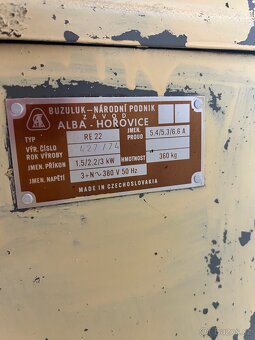 BUZULUK—NÁRODNÍ PODNIK
ZÁVOD
ALBA - HOŘOVICE
TYP RE 22 JMEN. PROUD 5,4/5,3/6,6 A
VÝR. ČÍSLO
ROK VÝROBY 427/74
JMEN. PŘÍKON 1,5/2,2/3 kW HMOTNOST 360 kg
JMEN. NAPĚTÍ 3+N ~ 380 V 50 Hz
MADE IN CZECHOSLOVAKIA